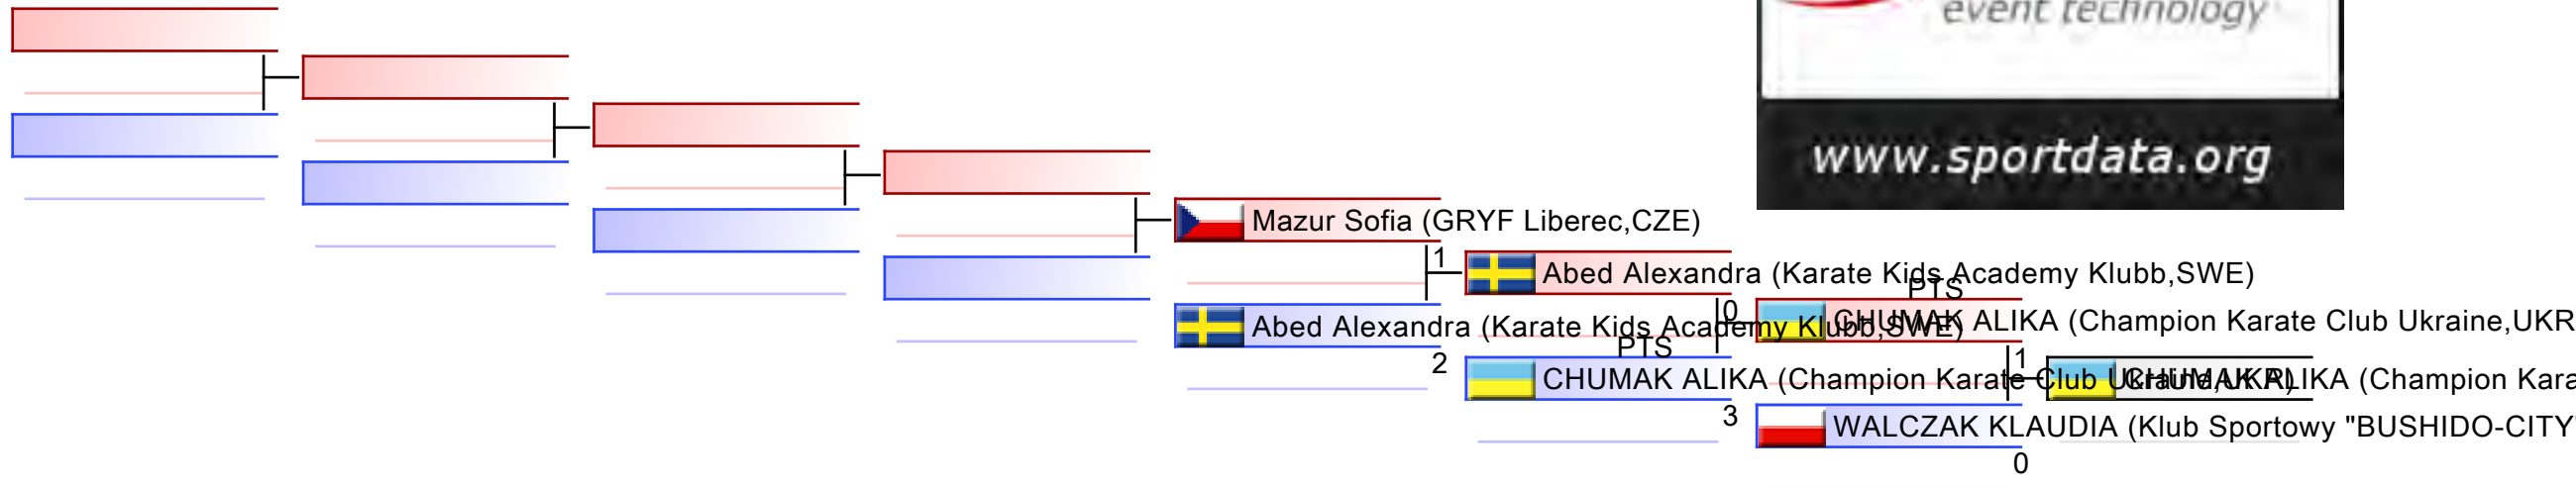 event technology
www.sportdata.org
Mazur Sofia (GRYF Liberec,CZE)
1
Abed Alexandra (Karate Kids Academy Klubb,SWE)
PTS
0
CHUMAK ALIKA (Champion Karate Club Ukraine,UKR
Abed Alexandra (Karate Kids Academy Klubb,SWE)
PTS
2
1
CHUMAK ALIKA (Champion Karate Club Ukraine,UKR)
CHUMAK ALIKA (Champion Kara
3
WALCZAK KLAUDIA (Klub Sportowy "BUSHIDO-CITY"
0